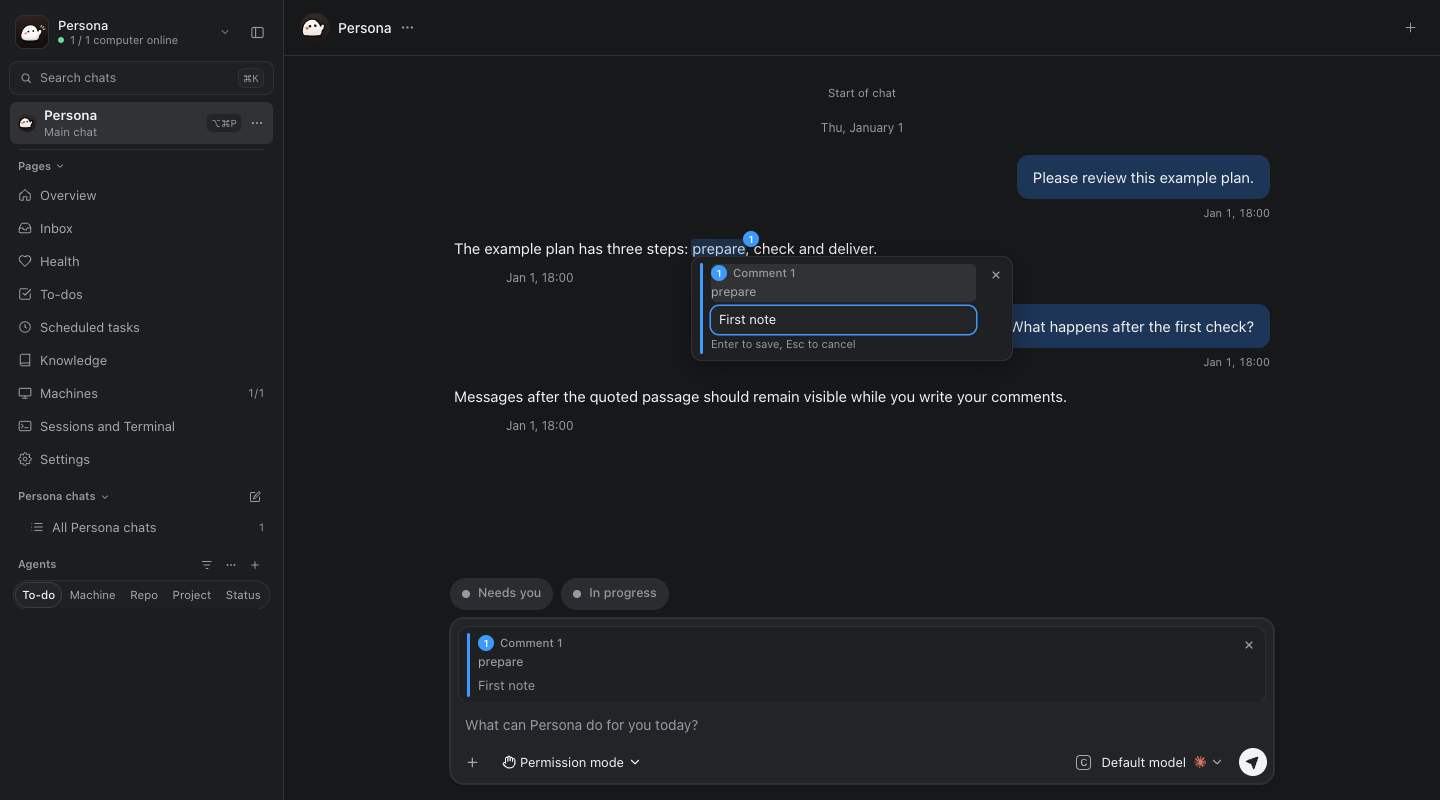 Persona
1 / 1 computer online
Search chats
⌘K
Persona
Main chat
⌥⌘P
Pages
Overview
Inbox
Health
To-dos
Scheduled tasks
Knowledge
Machines 1/1
Sessions and Terminal
Settings
Persona chats
All Persona chats 1
Agents
To-do Machine Repo Project Status
Persona
Start of chat
Thu, January 1
Please review this example plan.
Jan 1, 18:00
The example plan has three steps: prepare, check and deliver.
1
Jan 1, 18:00
1 Comment 1
prepare
First note
Enter to save, Esc to cancel
What happens after the first check?
Jan 1, 18:00
Messages after the quoted passage should remain visible while you write your comments.
Jan 1, 18:00
Needs you
In progress
1 Comment 1
prepare
First note
What can Persona do for you today?
Permission mode
C Default model